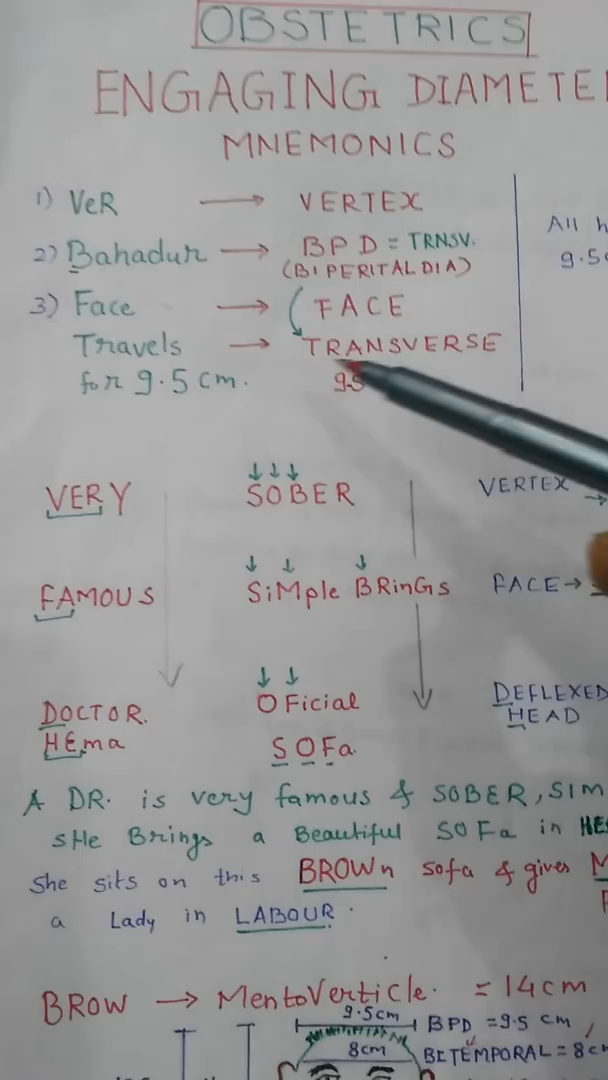 OBSTETRICS
ENGAGING DIAMETE
MNEMONICS
1) VeR → VERTEX
2) Bahadur → BPD = TRNSV.
(BIPERITAL DIA)
3) Face → FACE
Travels → TRANSVERSE
for 9.5 cm. 9.5
All h
9.5c
VERY SOBER VERTEX →
FAMOUS SiMple BRinGs FACE →
DOCTOR. OFicial DEFLEXED
HEma SOFa HEAD
A DR. is very famous & SOBER, SIM
sHe Brings a Beautiful SOFa in HE
She sits on this BROWn sofa & gives M
a Lady in LABOUR.
BROW → MentoVerticle. = 14cm
9.5cm BPD = 9.5 cm,
8cm BITEMPORAL = 8cm